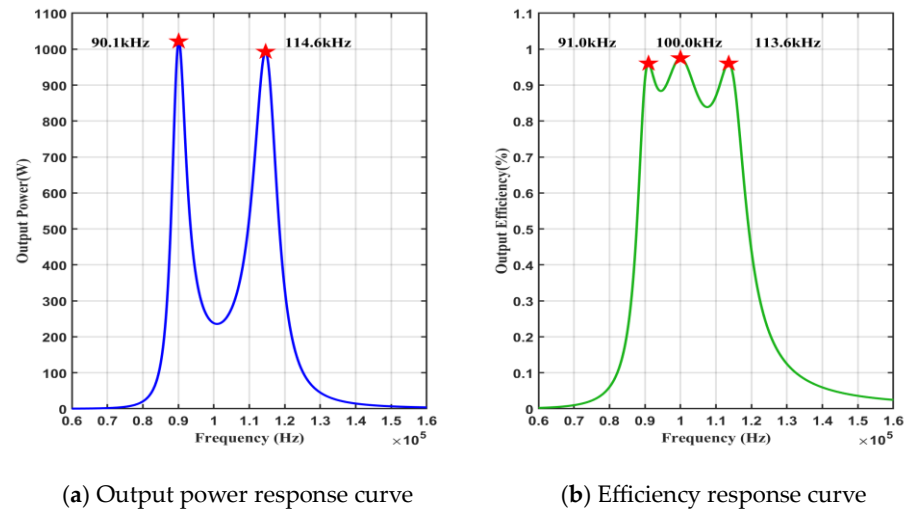 1100
1000
900
800
700
600
500
400
300
200
100
0
Output Power(W)
90.1kHz
114.6kHz
0.6 0.7 0.8 0.9 0.1 1.1 1.2 1.3 1.4 1.5 1.6
Frequency (Hz)
×10⁵
(a) Output power response curve
1.1
1
0.9
0.8
0.7
0.6
0.5
0.4
0.3
0.2
0.1
0
Output Efficiency(%)
91.0kHz
100.0kHz
113.6kHz
0.6 0.7 0.8 0.9 1.0 1.1 1.2 1.3 1.4 1.5 1.6
Frequency (Hz)
×10⁵
(b) Efficiency response curve